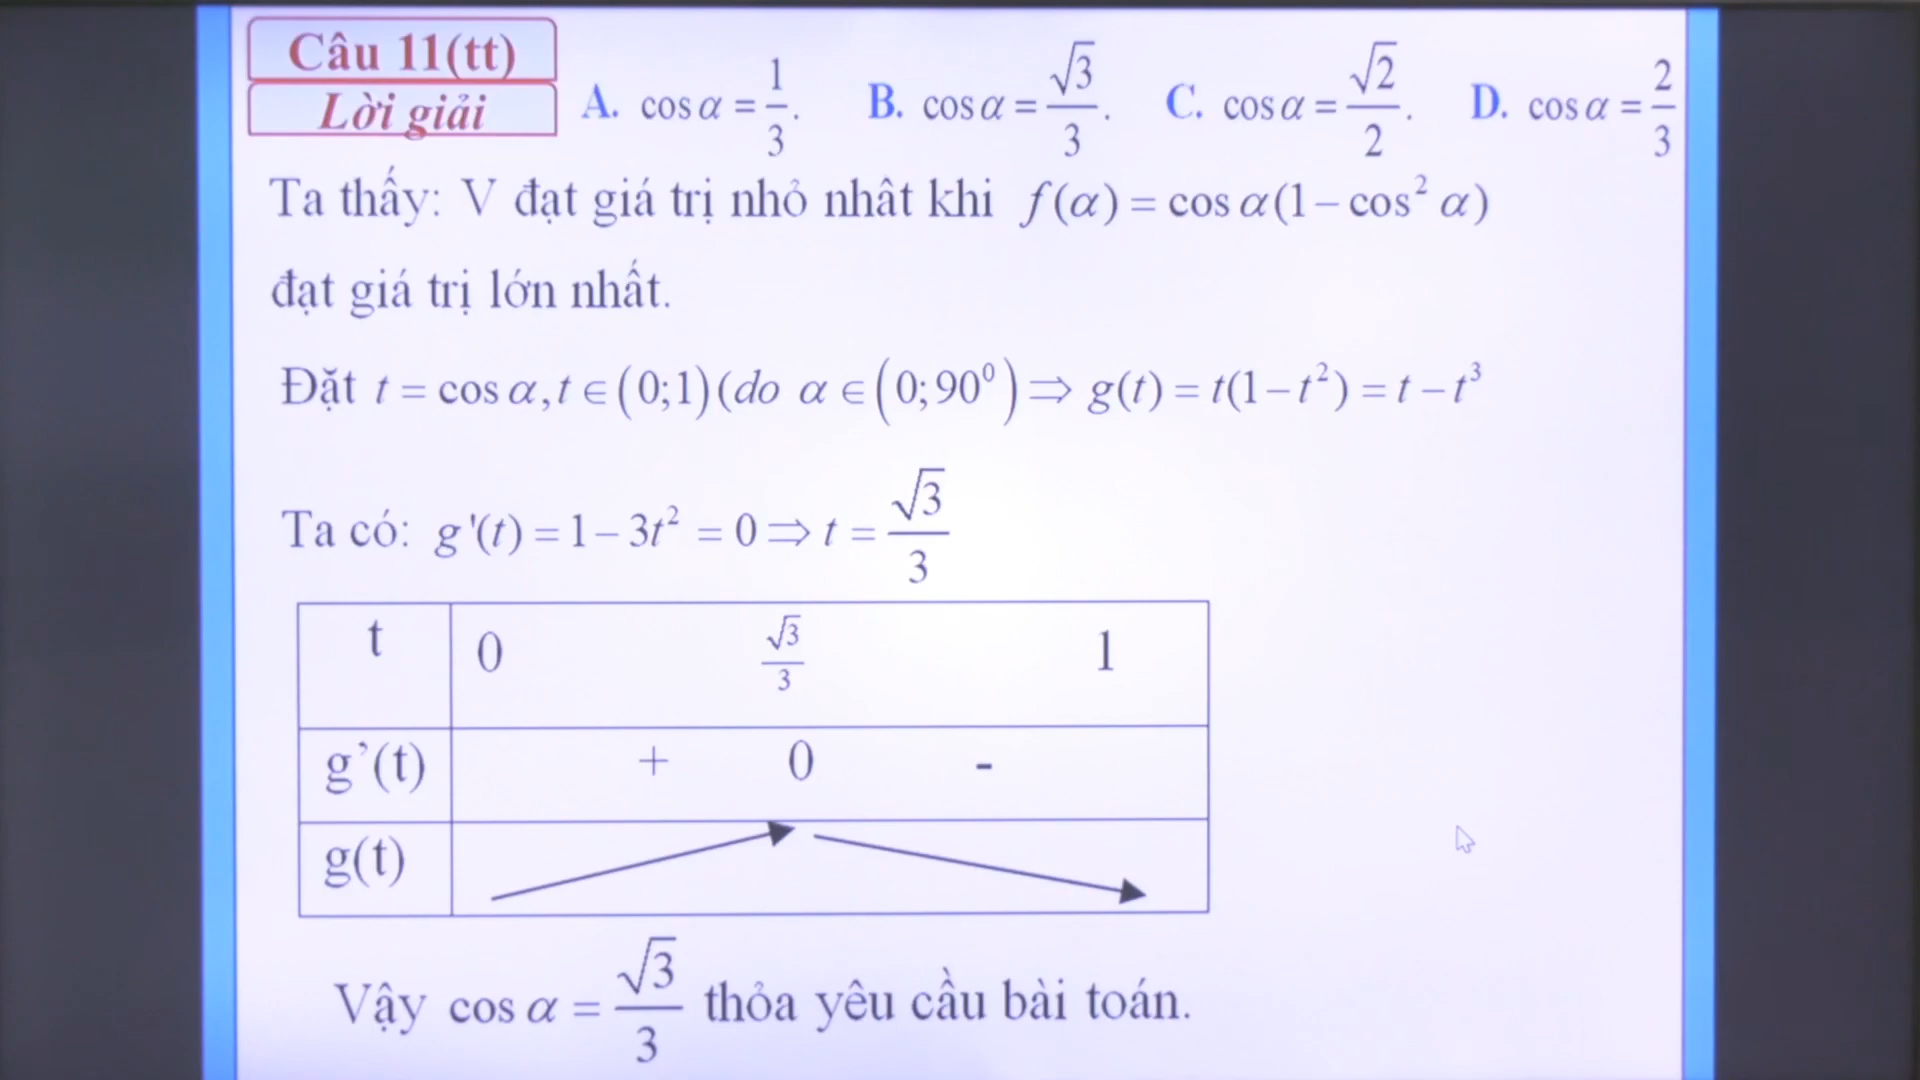 Câu 11(tt)
Lời giải
A. cos α = 1/3. B. cos α = √3/3. C. cos α = √2/2. D. cos α = 2/3
Ta thấy: V đạt giá trị nhỏ nhât khi f(α) = cos α(1 − cos² α)
đạt giá trị lớn nhất.
Đặt t = cos α, t ∈ (0;1) (do α ∈ (0;90⁰) ⇒ g(t) = t(1 − t²) = t − t³
Ta có: g'(t) = 1 − 3t² = 0 ⇒ t = √3/3
t 0 √3/3 1
g’(t) + 0 -
g(t)
Vậy cos α = √3/3 thỏa yêu cầu bài toán.